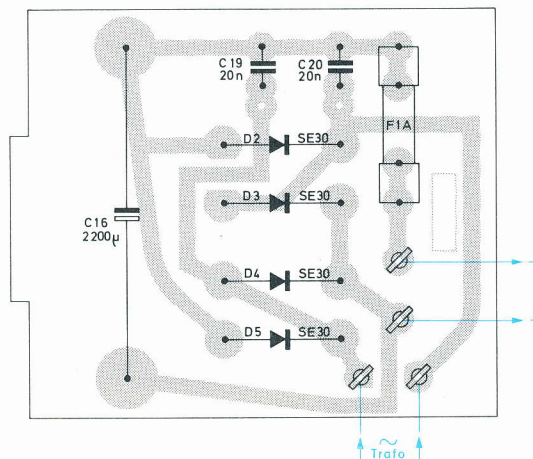 C19 C20
20n 20n
F1A
D2 SE30
D3 SE30
C16
2200µ
D4 SE30
D5 SE30
~
Trafo